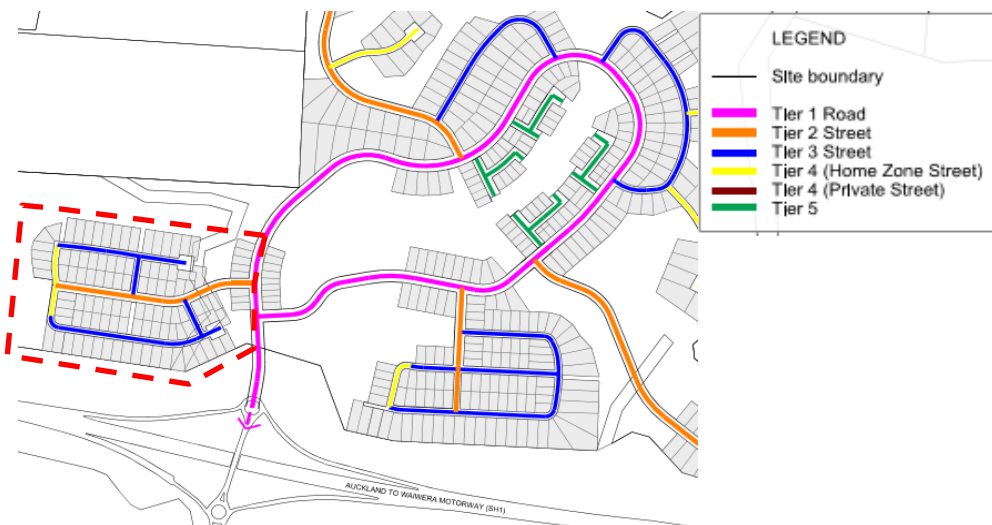 LEGEND
Site boundary
Tier 1 Road
Tier 2 Street
Tier 3 Street
Tier 4 (Home Zone Street)
Tier 4 (Private Street)
Tier 5
AUCKLAND TO WAIWERA MOTORWAY (SH1)